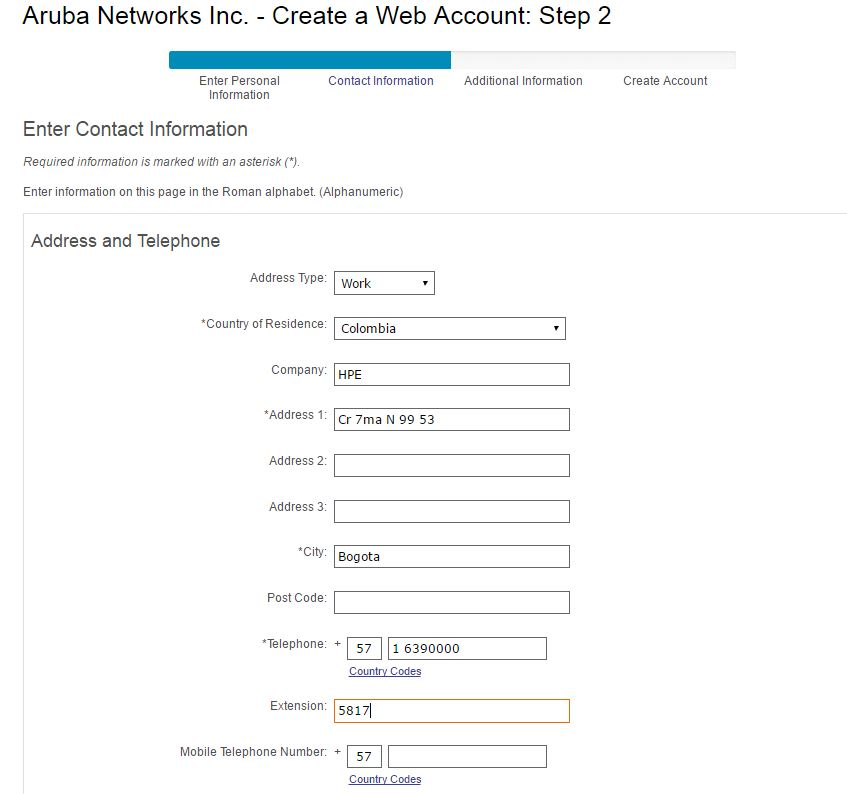 Aruba Networks Inc. - Create a Web Account: Step 2
Enter Personal Information
Contact Information
Additional Information
Create Account
Enter Contact Information
Required information is marked with an asterisk (*).
Enter information on this page in the Roman alphabet. (Alphanumeric)
Address and Telephone
Address Type: Work
*Country of Residence: Colombia
Company: HPE
*Address 1: Cr 7ma N 99 53
Address 2:
Address 3:
*City: Bogota
Post Code:
*Telephone: + 57 1 6390000
Country Codes
Extension: 5817
Mobile Telephone Number: + 57
Country Codes